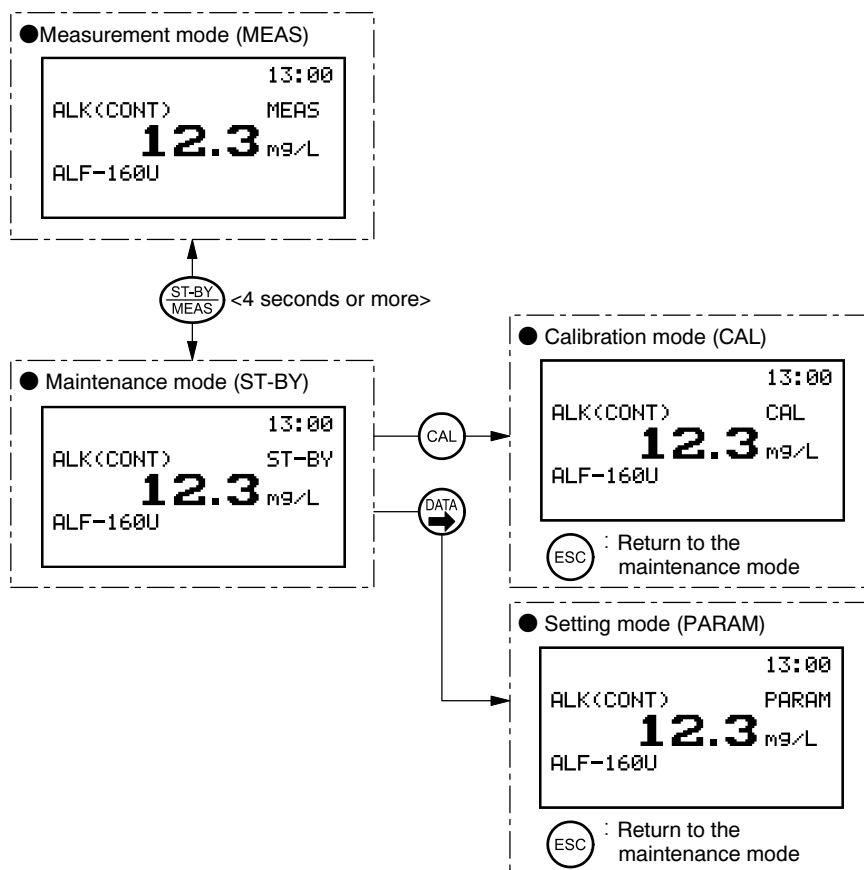 ●Measurement mode (MEAS)
13:00
ALK(CONT) MEAS
12.3 mg/L
ALF-160U
ST-BY
MEAS
<4 seconds or more>
● Maintenance mode (ST-BY)
13:00
ALK(CONT) ST-BY
12.3 mg/L
ALF-160U
CAL
DATA
● Calibration mode (CAL)
13:00
ALK(CONT) CAL
12.3 mg/L
ALF-160U
ESC : Return to the
maintenance mode
● Setting mode (PARAM)
13:00
ALK(CONT) PARAM
12.3 mg/L
ALF-160U
ESC : Return to the
maintenance mode